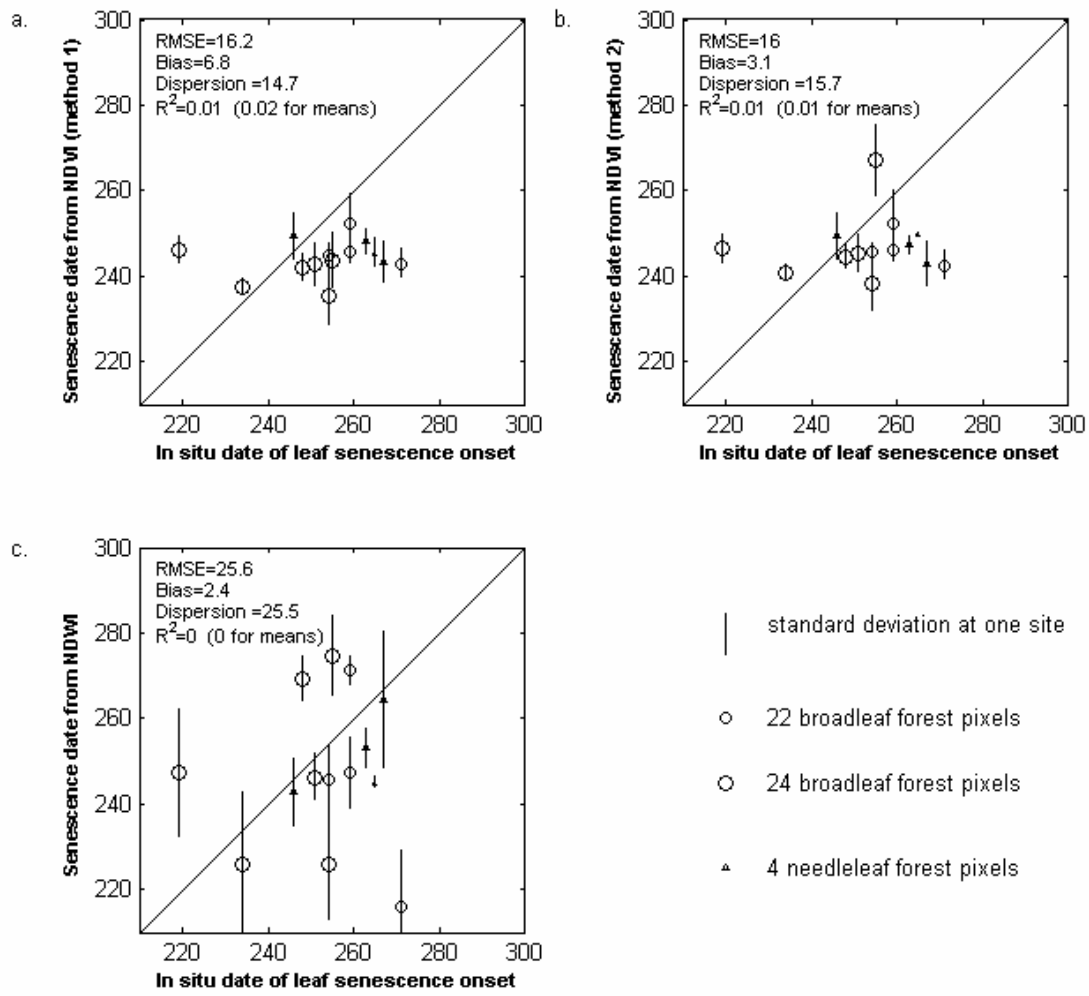 a.
300
280
260
240
220
Senescence date from NDVI (method 1)
RMSE=16.2
Bias=6.8
Dispersion =14.7
R²=0.01 (0.02 for means)
220 240 260 280 300
In situ date of leaf senescence onset
b.
300
280
260
240
220
Senescence date from NDVI (method 2)
RMSE=16
Bias=3.1
Dispersion =15.7
R²=0.01 (0.01 for means)
220 240 260 280 300
In situ date of leaf senescence onset
c.
300
280
260
240
220
Senescence date from NDWI
RMSE=25.6
Bias=2.4
Dispersion =25.5
R²=0 (0 for means)
220 240 260 280 300
In situ date of leaf senescence onset
standard deviation at one site
22 broadleaf forest pixels
24 broadleaf forest pixels
4 needleleaf forest pixels